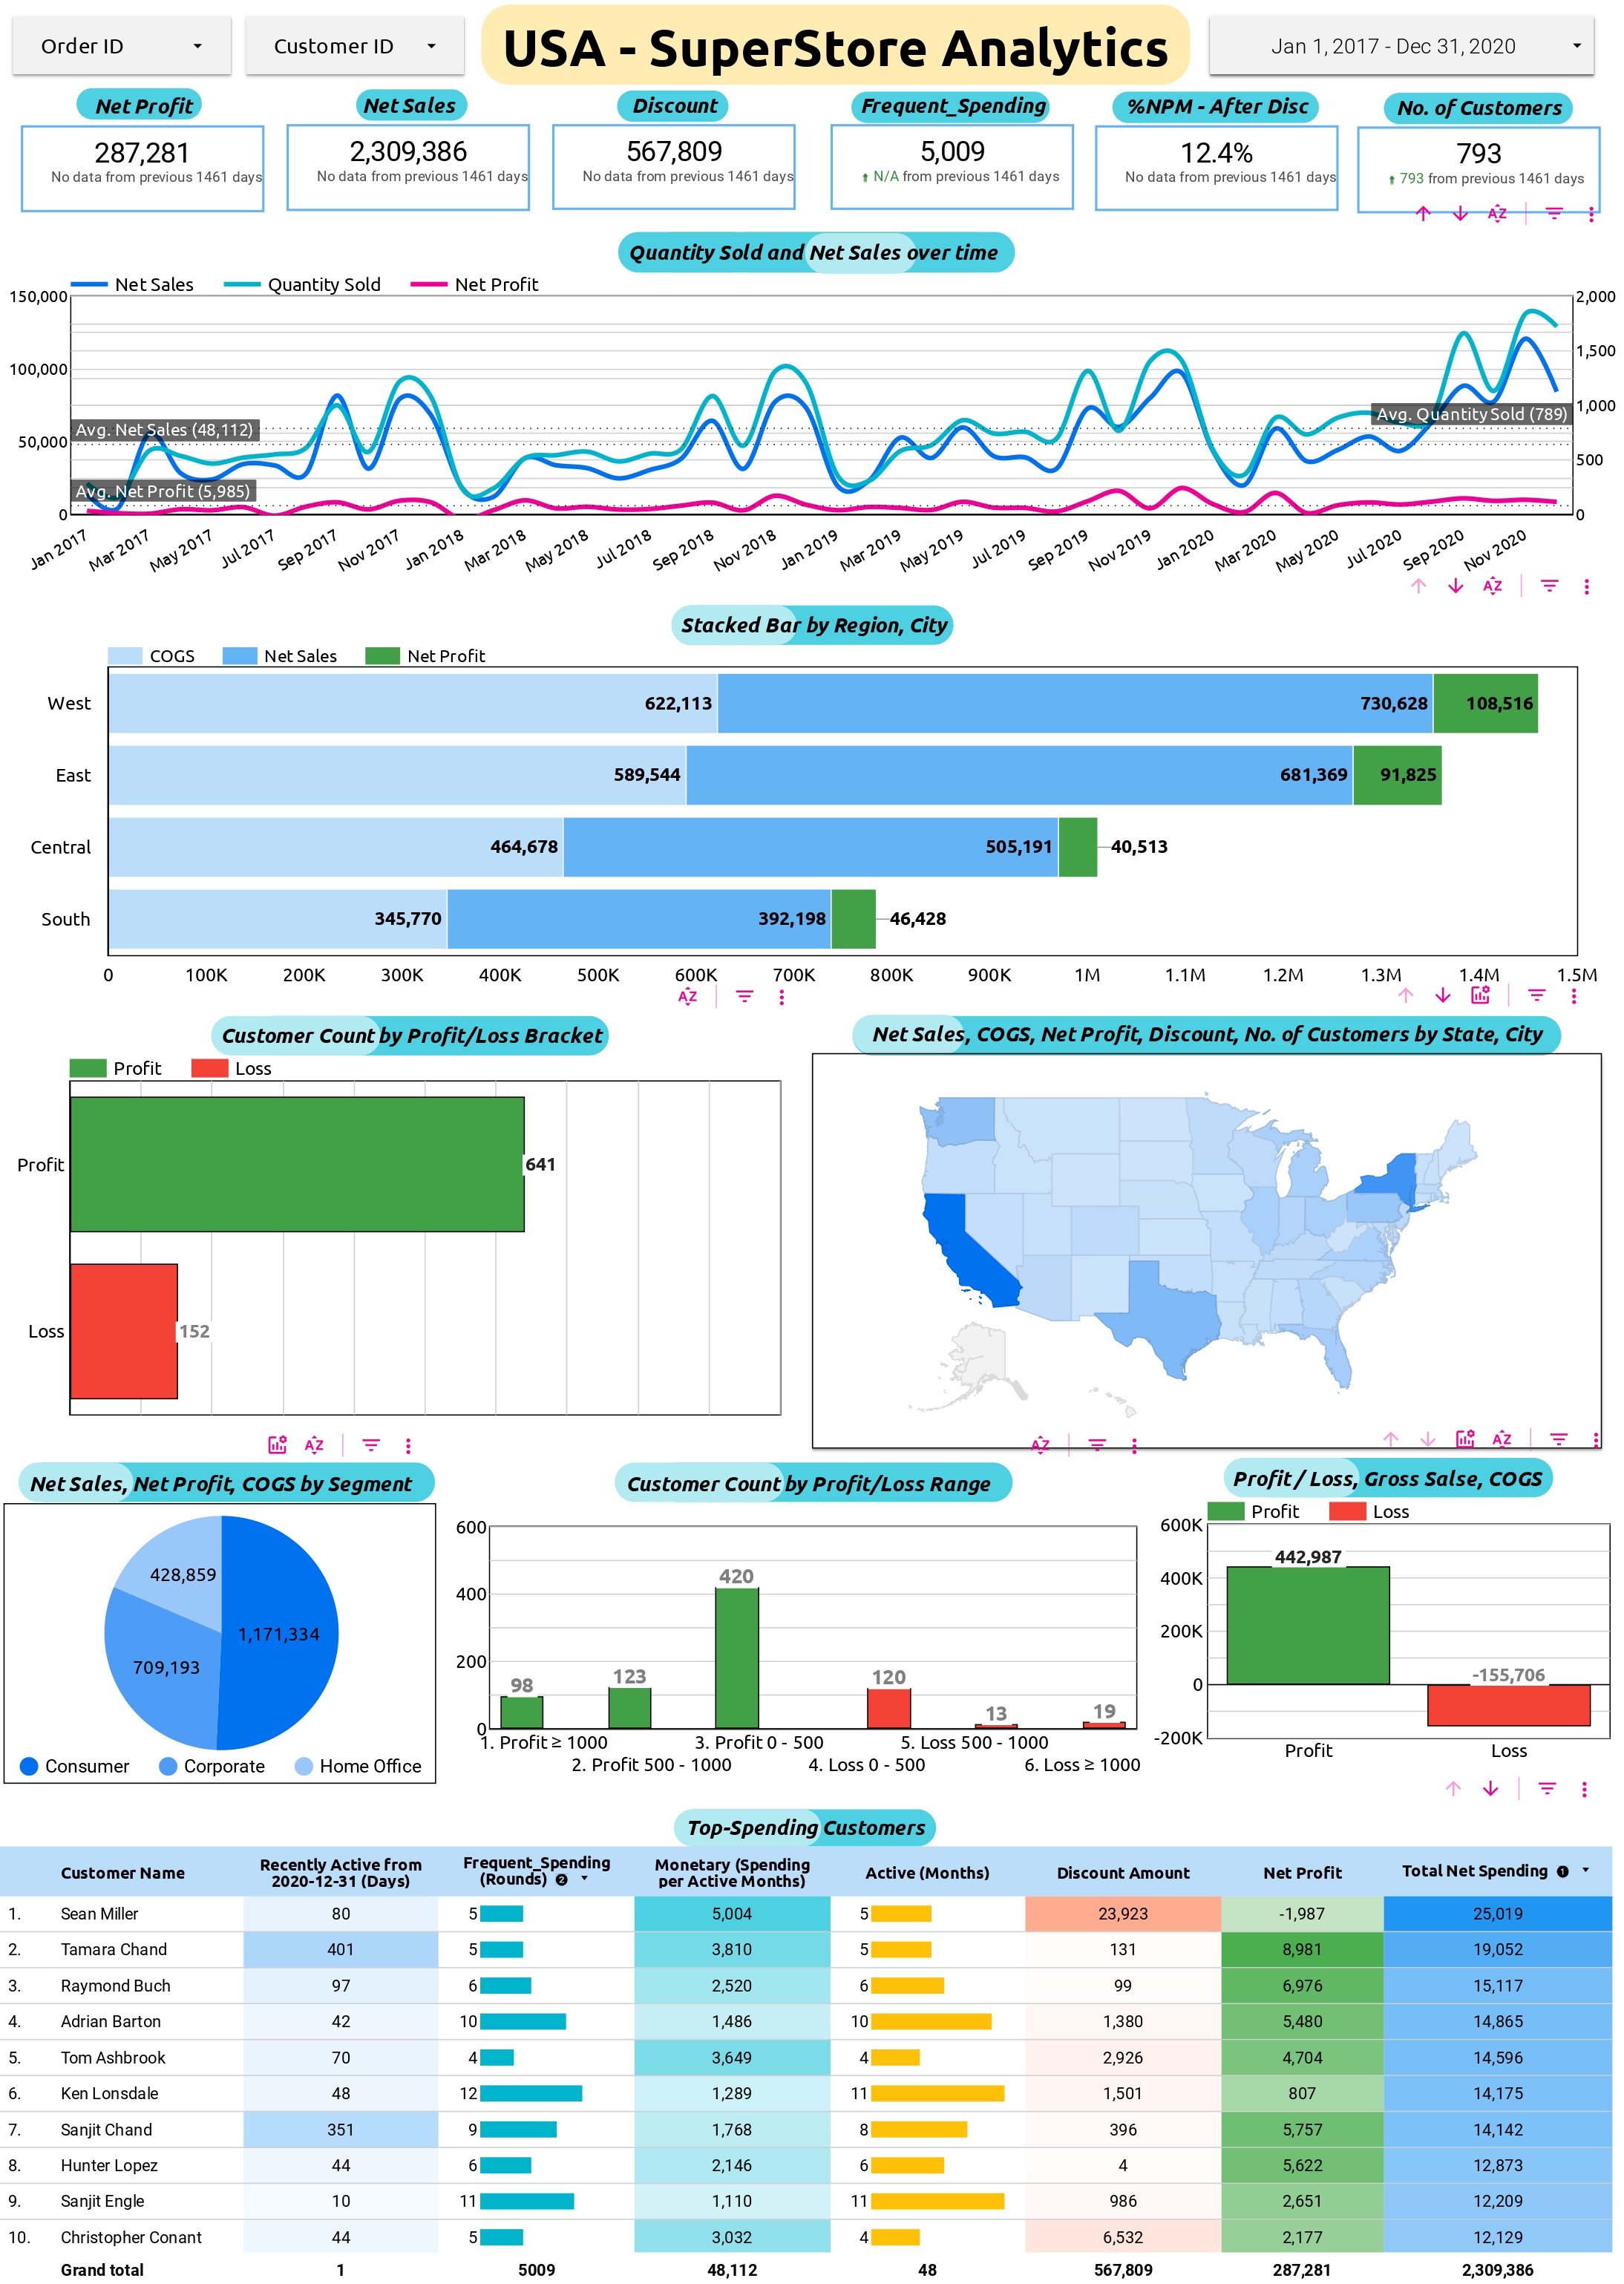 Order ID
Customer ID
USA - SuperStore Analytics
Jan 1, 2017 - Dec 31, 2020
Net Profit
Net Sales
Discount
Frequent_Spending
%NPM - After Disc
No. of Customers
287,281
No data from previous 1461 days
2,309,386
No data from previous 1461 days
567,809
No data from previous 1461 days
5,009
N/A from previous 1461 days
12.4%
No data from previous 1461 days
793
793 from previous 1461 days
Quantity Sold and Net Sales over time
Net Sales
Quantity Sold
Net Profit
150,000
100,000
50,000
0
2,000
1,500
1,000
500
0
Avg. Net Sales (48,112)
Avg. Quantity Sold (789)
Avg. Net Profit (5,985)
Jan 2017
Mar 2017
May 2017
Jul 2017
Sep 2017
Nov 2017
Jan 2018
Mar 2018
May 2018
Jul 2018
Sep 2018
Nov 2018
Jan 2019
Mar 2019
May 2019
Jul 2019
Sep 2019
Nov 2019
Jan 2020
Mar 2020
May 2020
Jul 2020
Sep 2020
Nov 2020
Stacked Bar by Region, City
COGS
Net Sales
Net Profit
West 622,113 730,628 108,516
East 589,544 681,369 91,825
Central 464,678 505,191 40,513
South 345,770 392,198 46,428
0 100K 200K 300K 400K 500K 600K 700K 800K 900K 1M 1.1M 1.2M 1.3M 1.4M 1.5M
Customer Count by Profit/Loss Bracket
Profit
Loss
Profit 641
Loss 152
Net Sales, COGS, Net Profit, Discount, No. of Customers by State, City
Net Sales, Net Profit, COGS by Segment
428,859
1,171,334
709,193
Consumer
Corporate
Home Office
Customer Count by Profit/Loss Range
600
400
200
0
98
123
420
120
13
19
1. Profit ≥ 1000
2. Profit 500 - 1000
3. Profit 0 - 500
4. Loss 0 - 500
5. Loss 500 - 1000
6. Loss ≥ 1000
Profit / Loss, Gross Salse, COGS
Profit
Loss
600K
400K
200K
0
-200K
442,987
-155,706
Profit
Loss
Top-Spending Customers
Customer Name
Recently Active from
2020-12-31 (Days)
Frequent_Spending
(Rounds) 2
Monetary (Spending
per Active Months)
Active (Months)
Discount Amount
Net Profit
Total Net Spending 1
1. Sean Miller 80 5 5,004 5 23,923 -1,987 25,019
2. Tamara Chand 401 5 3,810 5 131 8,981 19,052
3. Raymond Buch 97 6 2,520 6 99 6,976 15,117
4. Adrian Barton 42 10 1,486 10 1,380 5,480 14,865
5. Tom Ashbrook 70 4 3,649 4 2,926 4,704 14,596
6. Ken Lonsdale 48 12 1,289 11 1,501 807 14,175
7. Sanjit Chand 351 9 1,768 8 396 5,757 14,142
8. Hunter Lopez 44 6 2,146 6 4 5,622 12,873
9. Sanjit Engle 10 11 1,110 11 986 2,651 12,209
10. Christopher Conant 44 5 3,032 4 6,532 2,177 12,129
Grand total 1 5009 48,112 48 567,809 287,281 2,309,386